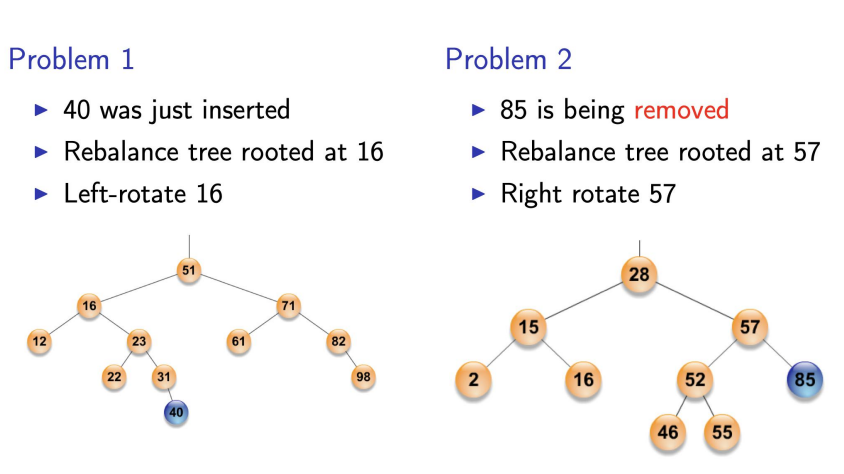 Problem 1
40 was just inserted
Rebalance tree rooted at 16
Left-rotate 16
51
16
71
12
23
61
82
22
31
98
40
Problem 2
85 is being removed
Rebalance tree rooted at 57
Right rotate 57
28
15
57
2
16
52
85
46
55